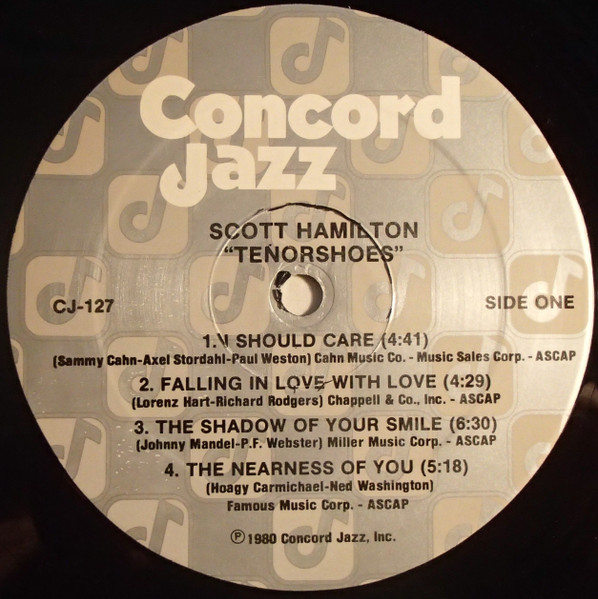 Concord
Jazz
SCOTT HAMILTON
"TENORSHOES"
CJ-127
SIDE ONE
1. I SHOULD CARE (4:41)
(Sammy Cahn-Axel Stordahl-Paul Weston) Cahn Music Co. - Music Sales Corp. - ASCAP
2. FALLING IN LOVE WITH LOVE (4:29)
(Lorenz Hart-Richard Rodgers) Chappell & Co., Inc. - ASCAP
3. THE SHADOW OF YOUR SMILE (6:30)
(Johnny Mandel-P.F. Webster) Miller Music Corp. - ASCAP
4. THE NEARNESS OF YOU (5:18)
(Hoagy Carmichael-Ned Washington)
Famous Music Corp. - ASCAP
℗ 1980 Concord Jazz, Inc.